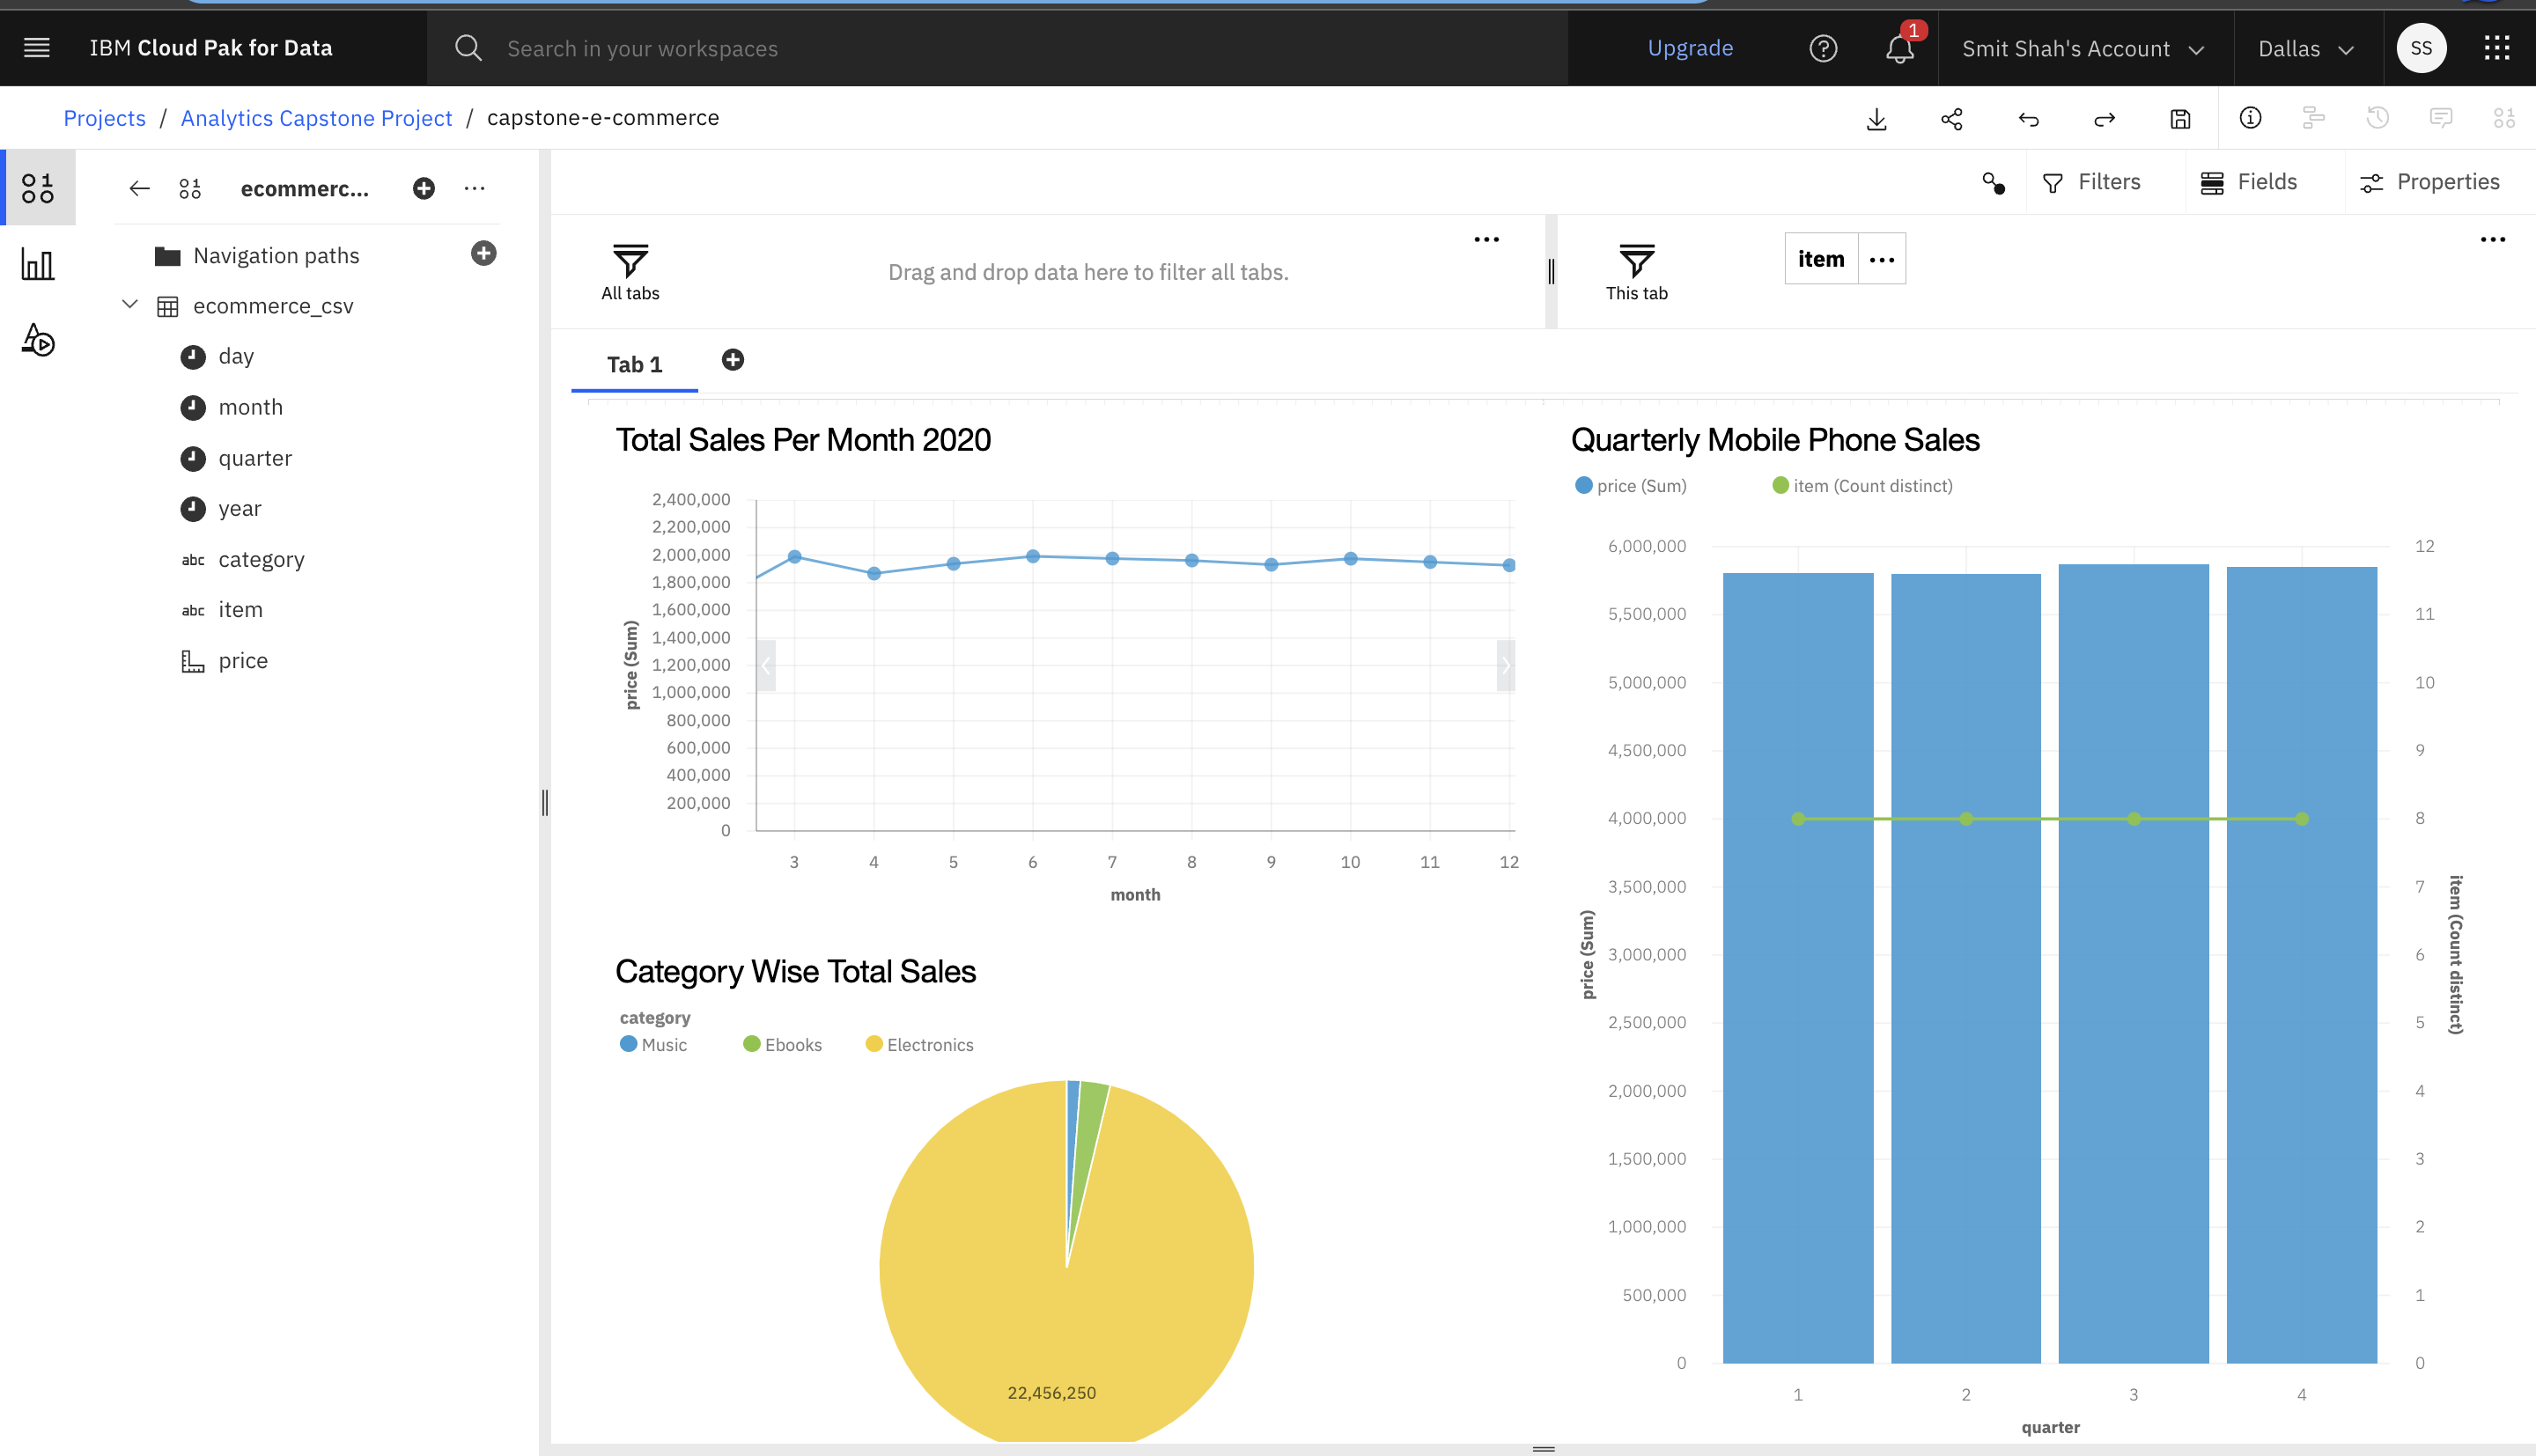 IBM Cloud Pak for Data
Search in your workspaces
Upgrade
1
Smit Shah's Account
Dallas
SS
Projects / Analytics Capstone Project / capstone-e-commerce
ecommerc...
Navigation paths
ecommerce_csv
day
month
quarter
year
abc category
abc item
price
Filters
Fields
Properties
All tabs
Drag and drop data here to filter all tabs.
This tab
item
Tab 1
Total Sales Per Month 2020
2,400,000
2,200,000
2,000,000
1,800,000
1,600,000
1,400,000
1,200,000
1,000,000
800,000
600,000
400,000
200,000
0
price (Sum)
3 4 5 6 7 8 9 10 11 12
month
Category Wise Total Sales
category
Music Ebooks Electronics
22,456,250
Quarterly Mobile Phone Sales
price (Sum) item (Count distinct)
6,000,000
5,500,000
5,000,000
4,500,000
4,000,000
3,500,000
3,000,000
2,500,000
2,000,000
1,500,000
1,000,000
500,000
0
price (Sum)
12
11
10
9
8
7
6
5
4
3
2
1
0
item (Count distinct)
1 2 3 4
quarter